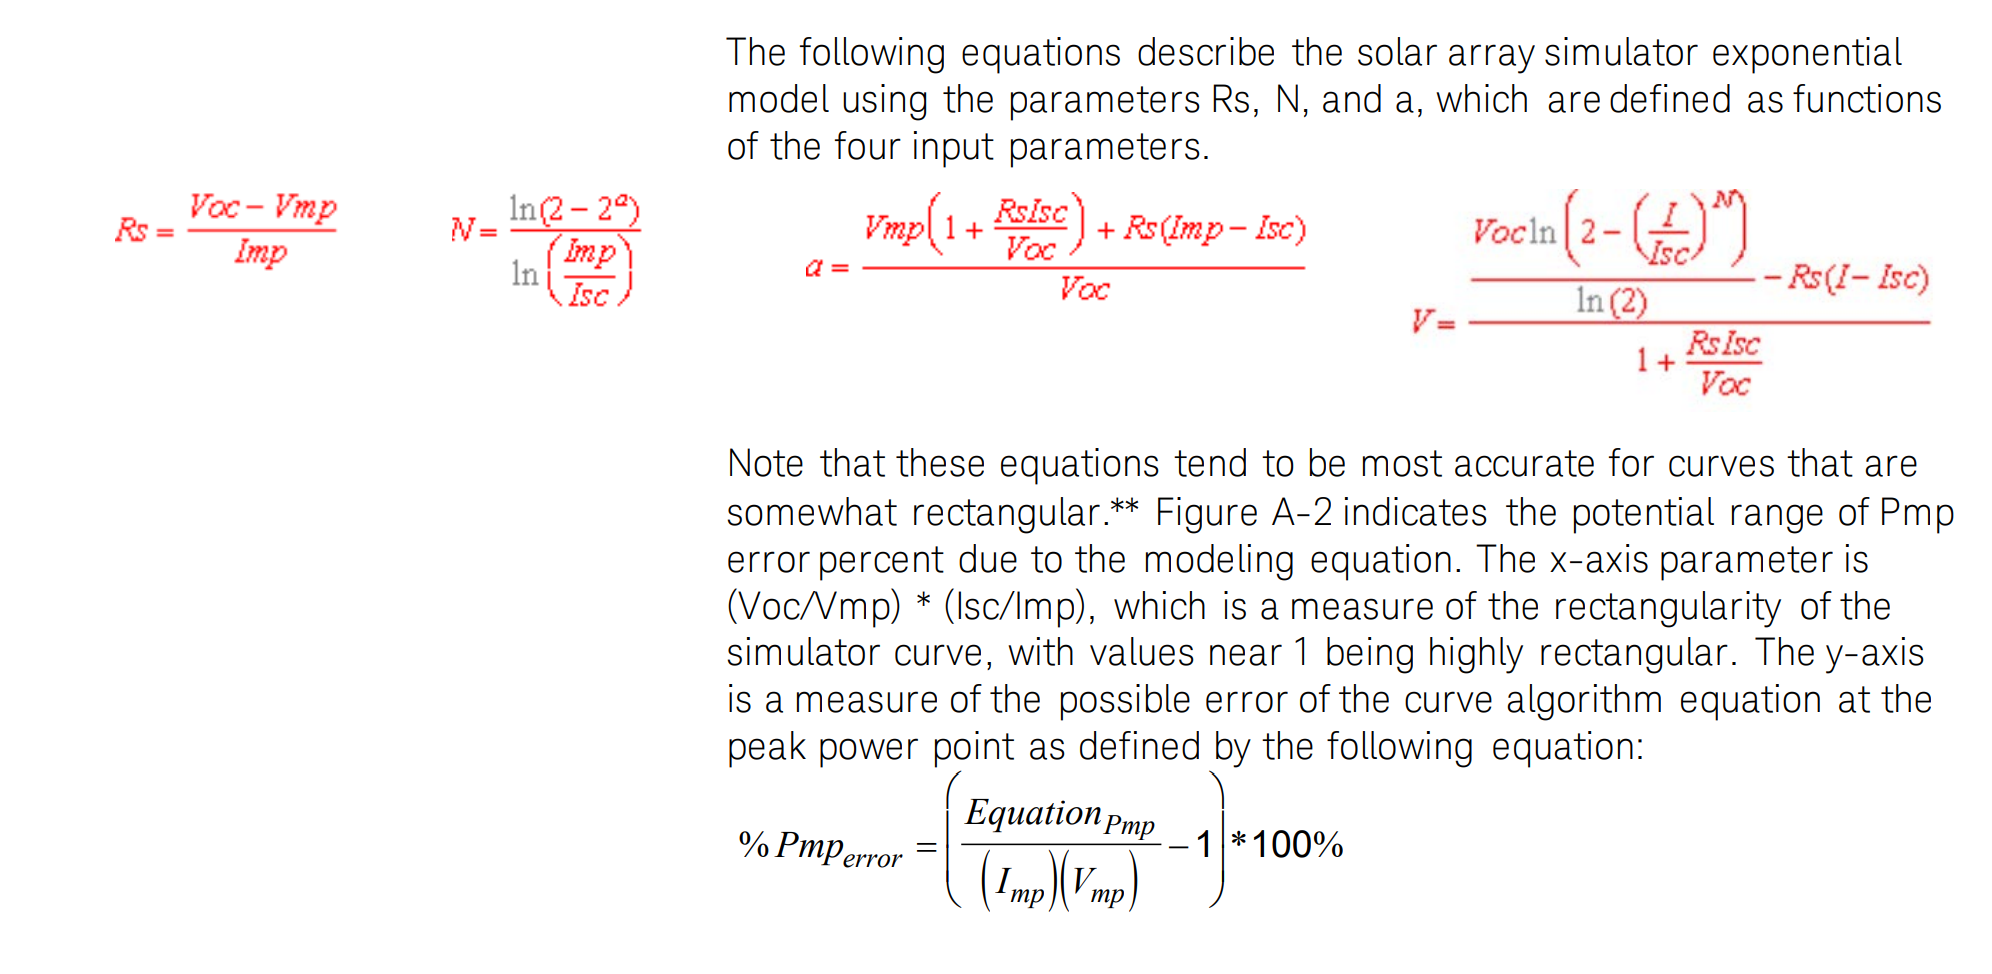 The following equations describe the solar array simulator exponential
model using the parameters Rs, N, and a, which are defined as functions
of the four input parameters.
Rs = \frac{Voc - Vmp}{Imp}
N = \frac{\ln(2 - 2^a)}{\ln\left(\frac{Imp}{Isc}\right)}
a = \frac{Vmp\left(1 + \frac{RsIsc}{Voc}\right) + Rs(Imp - Isc)}{Voc}
V = \frac{\frac{Voc \ln\left(2 - \left(\frac{I}{Isc}\right)^N\right)}{\ln(2)} - Rs(I - Isc)}{1 + \frac{RsIsc}{Voc}}
Note that these equations tend to be most accurate for curves that are
somewhat rectangular.** Figure A-2 indicates the potential range of Pmp
error percent due to the modeling equation. The x-axis parameter is
(Voc/Vmp) * (Isc/Imp), which is a measure of the rectangularity of the
simulator curve, with values near 1 being highly rectangular. The y-axis
is a measure of the possible error of the curve algorithm equation at the
peak power point as defined by the following equation:
% Pmp_{error} = \left(\frac{Equation_{Pmp}}{(I_{mp})(V_{mp})} - 1\right) * 100%